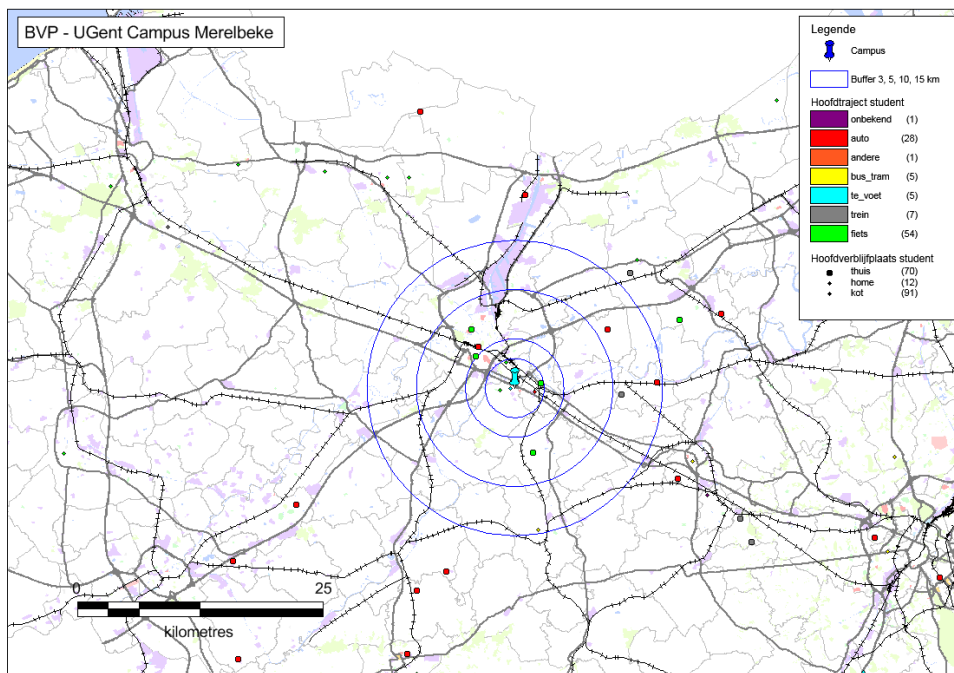 BVP - UGent Campus Merelbeke
Legende
Campus
Buffer 3, 5, 10, 15 km
Hoofdtraject student
onbekend (1)
auto (28)
andere (1)
bus_tram (5)
te_voet (5)
trein (7)
fiets (54)
Hoofdverblijfplaats student
thuis (70)
home (12)
kot (91)
0 25
kilometres